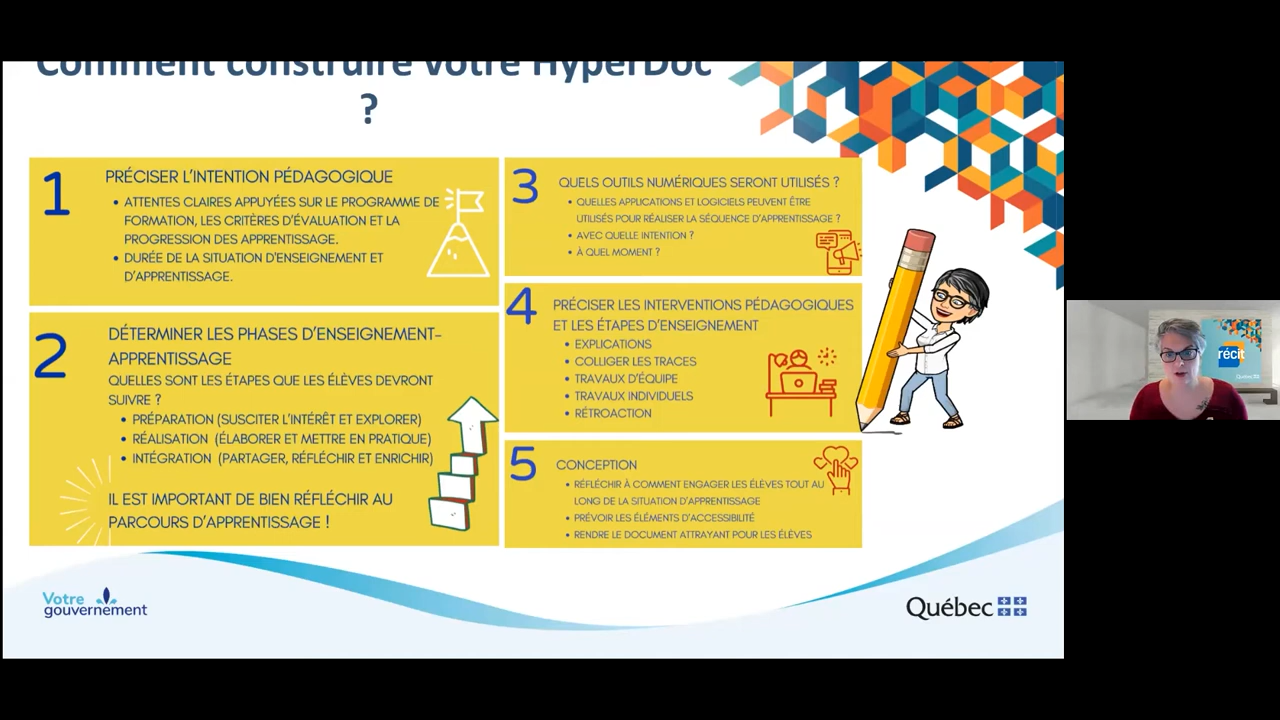 Comment construire votre HyperDoc
?
1
PRÉCISER L'INTENTION PÉDAGOGIQUE
• ATTENTES CLAIRES APPUYÉES SUR LE PROGRAMME DE
FORMATION, LES CRITÈRES D'ÉVALUATION ET LA
PROGRESSION DES APPRENTISSAGE.
• DURÉE DE LA SITUATION D'ENSEIGNEMENT ET
D'APPRENTISSAGE.
2
DÉTERMINER LES PHASES D'ENSEIGNEMENT-
APPRENTISSAGE
QUELLES SONT LES ÉTAPES QUE LES ÉLÈVES DEVRONT
SUIVRE ?
• PRÉPARATION (SUSCITER L'INTÉRÊT ET EXPLORER)
• RÉALISATION (ÉLABORER ET METTRE EN PRATIQUE)
• INTÉGRATION (PARTAGER, RÉFLÉCHIR ET ENRICHIR)
IL EST IMPORTANT DE BIEN RÉFLÉCHIR AU
PARCOURS D'APPRENTISSAGE !
3
QUELS OUTILS NUMÉRIQUES SERONT UTILISÉS ?
• QUELLES APPLICATIONS ET LOGICIELS PEUVENT ÊTRE
UTILISÉS POUR RÉALISER LA SÉQUENCE D'APPRENTISSAGE ?
• AVEC QUELLE INTENTION ?
• À QUEL MOMENT ?
4
PRÉCISER LES INTERVENTIONS PÉDAGOGIQUES
ET LES ÉTAPES D'ENSEIGNEMENT
• EXPLICATIONS
• COLLIGER LES TRACES
• TRAVAUX D'ÉQUIPE
• TRAVAUX INDIVIDUELS
• RÉTROACTION
5
CONCEPTION
• RÉFLÉCHIR À COMMENT ENGAGER LES ÉLÈVES TOUT AU
LONG DE LA SITUATION D'APPRENTISSAGE
• PRÉVOIR LES ÉLÉMENTS D'ACCESSIBILITÉ
• RENDRE LE DOCUMENT ATTRAYANT POUR LES ÉLÈVES
Votre
gouvernement
Québec
récit
Québec